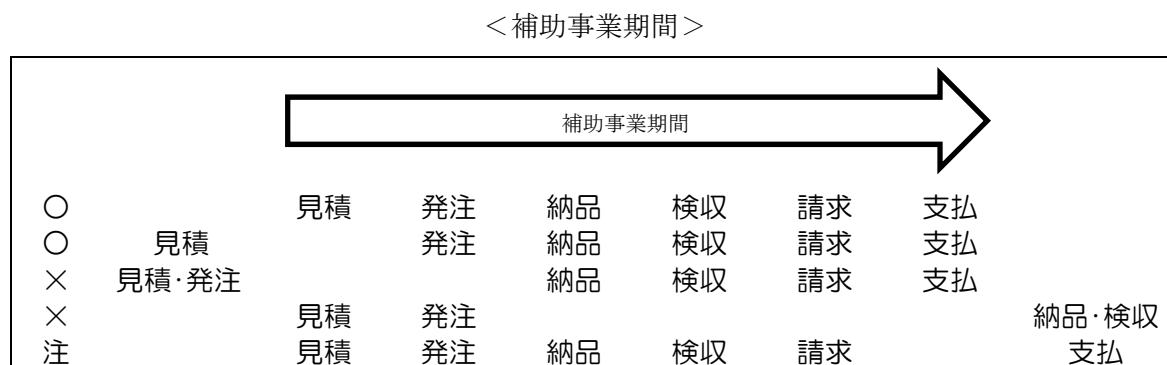 ＜補助事業期間＞
補助事業期間
○ 見積 発注 納品 検収 請求 支払
○ 見積 発注 納品 検収 請求 支払
× 見積・発注 納品 検収 請求 支払
× 見積 発注 納品・検収
注 見積 発注 納品 検収 請求 支払